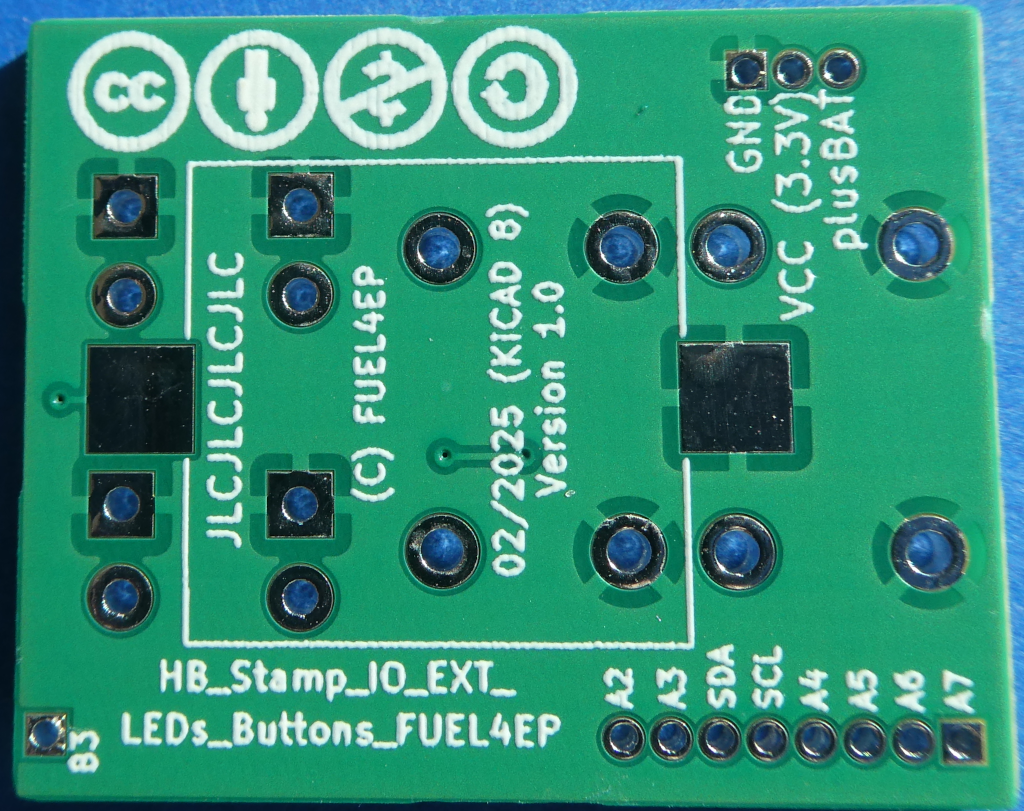 CC
GND
VCC (3.3V)
plusBAT
JLCJLCJLCJLC
(C) FUEL4EP
02/2025 (KICAD 8)
Version 1.0
HB_Stamp_IO_EXT_
LEDs_Buttons_FUEL4EP
B3
A2
A3
SDA
SCL
A4
A5
A6
A7